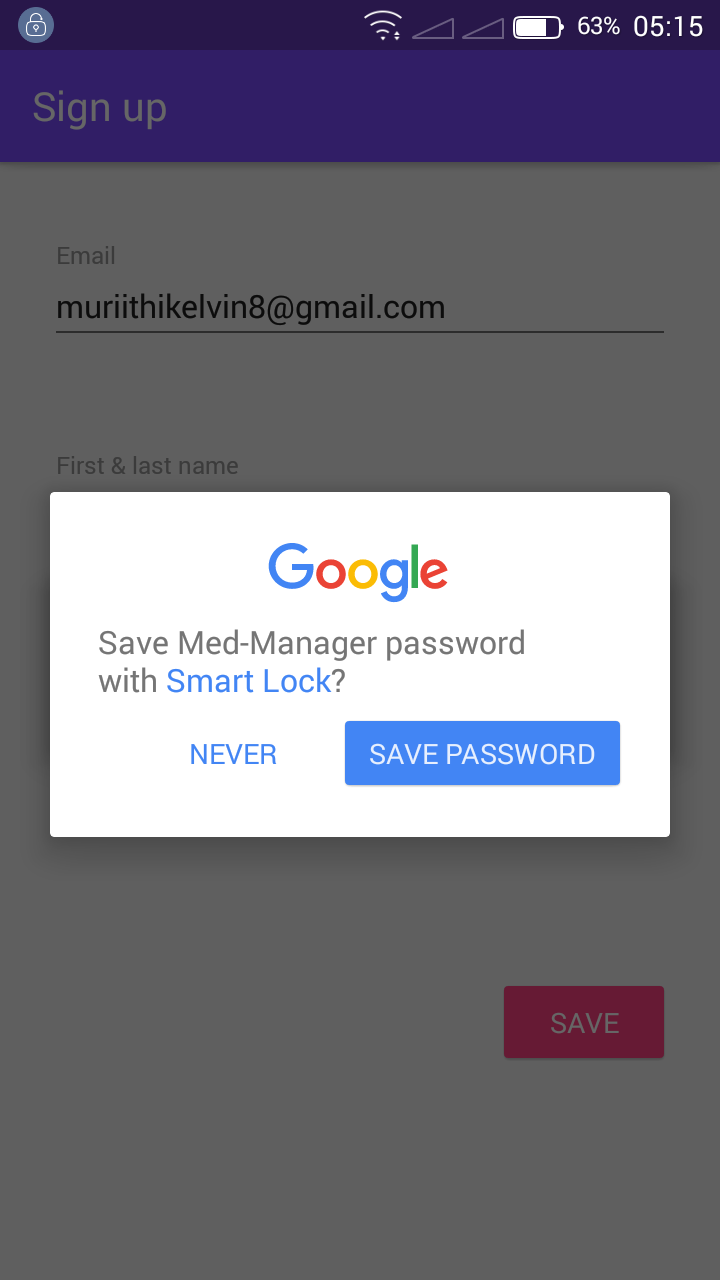 63% 05:15
Sign up
Email
muriithikelvin8@gmail.com
First & last name
Google
Save Med-Manager password
with Smart Lock?
NEVER SAVE PASSWORD
SAVE